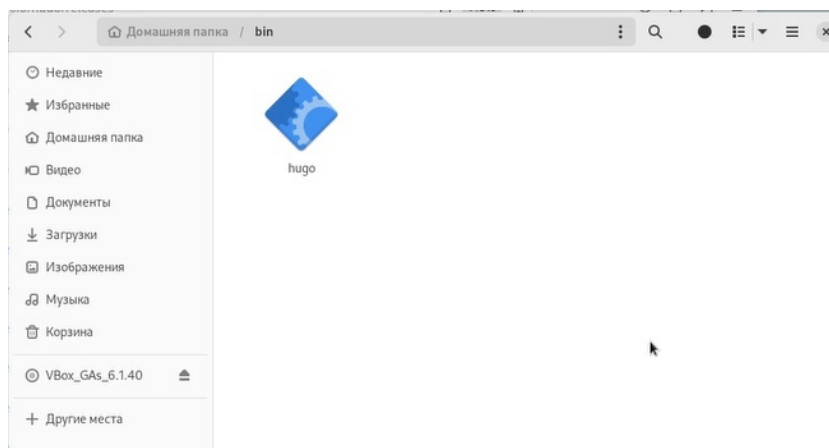 Домашняя папка / bin
Недавние
Избранные
Домашняя папка
Видео
Документы
Загрузки
Изображения
Музыка
Корзина
VBox_GAs_6.1.40
Другие места
hugo